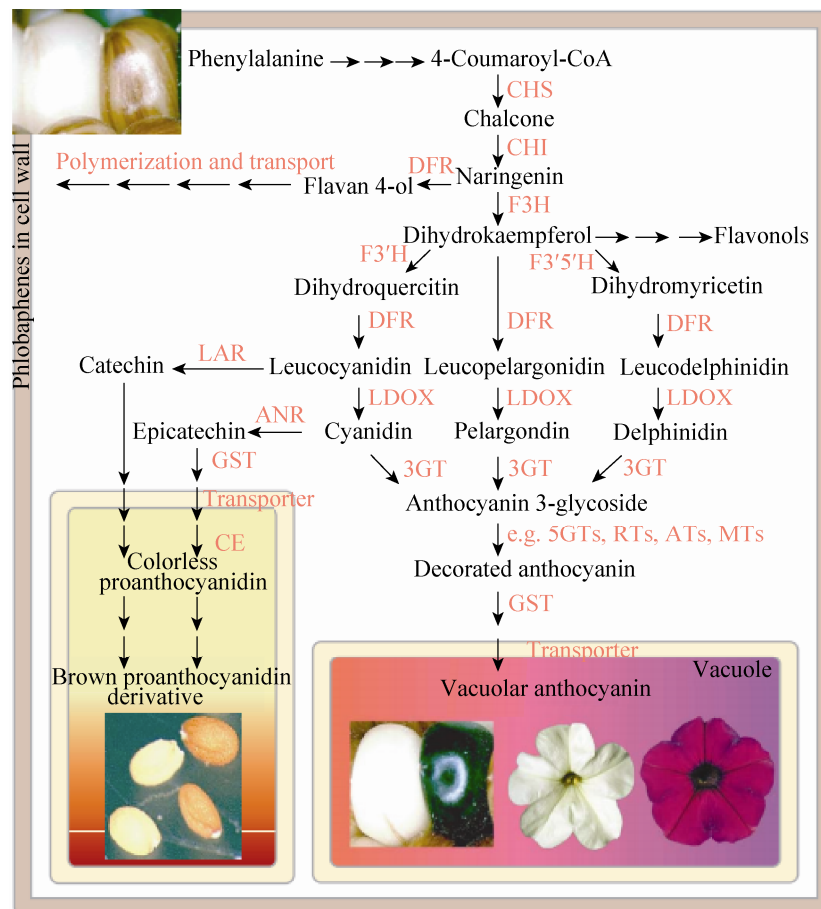 Phenylalanine 4-Coumaroyl-CoA
CHS
Chalcone
CHI
Polymerization and transport
DFR
Naringenin
Flavan 4-ol
F3H
Dihydrokaempferol
Flavonols
F3'H
F3'5'H
Dihydroquercitin
Dihydromyricetin
DFR
DFR
DFR
Catechin
LAR
Leucocyanidin
Leucopelargonidin
Leucodelphinidin
LDOX
LDOX
LDOX
Epicatechin
ANR
Cyanidin
Pelargondin
Delphinidin
GST
3GT
3GT
3GT
Transporter
Anthocyanin 3-glycoside
CE
e.g. 5GTs, RTs, ATs, MTs
Colorless
proanthocyanidin
Decorated anthocyanin
GST
Transporter
Brown proanthocyanidin
derivative
Vacuole
Vacuolar anthocyanin
Phlobaphenes in cell wall